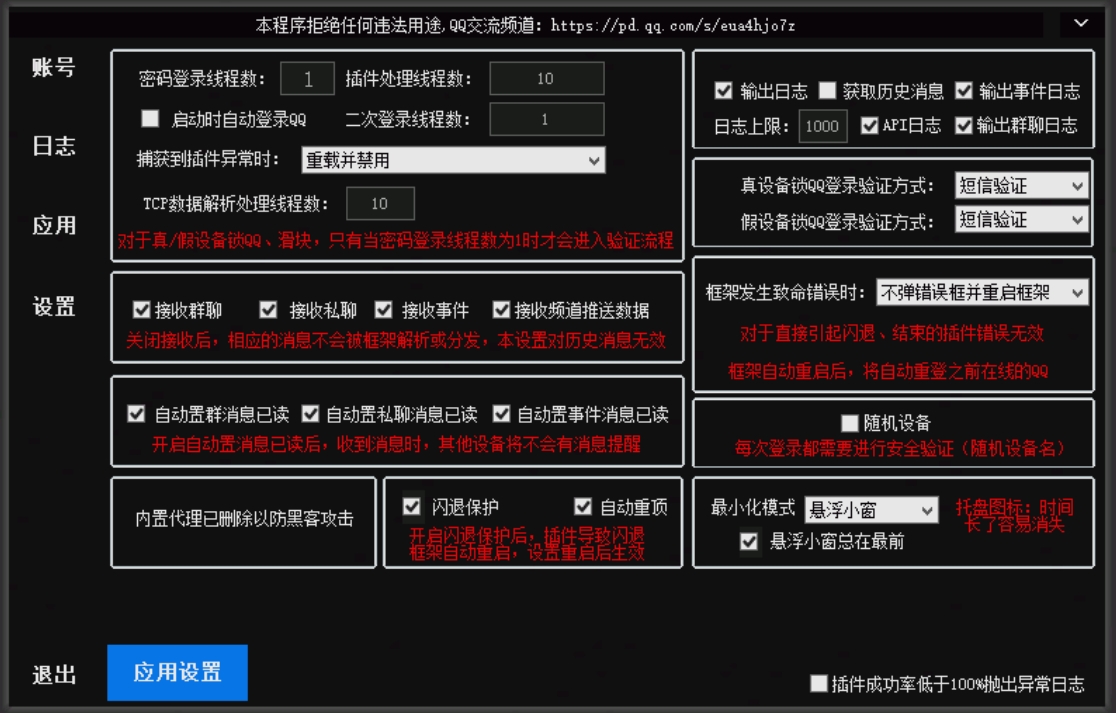 本程序拒绝任何违法用途,QQ交流频道：https://pd.qq.com/s/eua4hjo7z
账号
日志
应用
设置
退出
密码登录线程数： 1 插件处理线程数： 10
启动时自动登录QQ 二次登录线程数： 1
捕获到插件异常时： 重载并禁用
TCP数据解析处理线程数： 10
对于真/假设备锁QQ、滑块，只有当密码登录线程数为1时才会进入验证流程
接收群聊 接收私聊 接收事件 接收频道推送数据
关闭接收后，相应的消息不会被框架解析或分发，本设置对历史消息无效
自动置群消息已读 自动置私聊消息已读 自动置事件消息已读
开启自动置消息已读后，收到消息时，其他设备将不会有消息提醒
内置代理已删除以防黑客攻击
闪退保护 自动重顶
开启闪退保护后，插件导致闪退
框架自动重启，设置重启后生效
输出日志 获取历史消息 输出事件日志
日志上限： 1000 API日志 输出群聊日志
真设备锁QQ登录验证方式： 短信验证
假设备锁QQ登录验证方式： 短信验证
框架发生致命错误时： 不弹错误框并重启框架
对于直接引起闪退、结束的插件错误无效
框架自动重启后，将自动重登之前在线的QQ
随机设备
每次登录都需要进行安全验证（随机设备名）
最小化模式 悬浮小窗 托盘图标：时间
长了容易消失
悬浮小窗总在最前
应用设置
插件成功率低于100%抛出异常日志